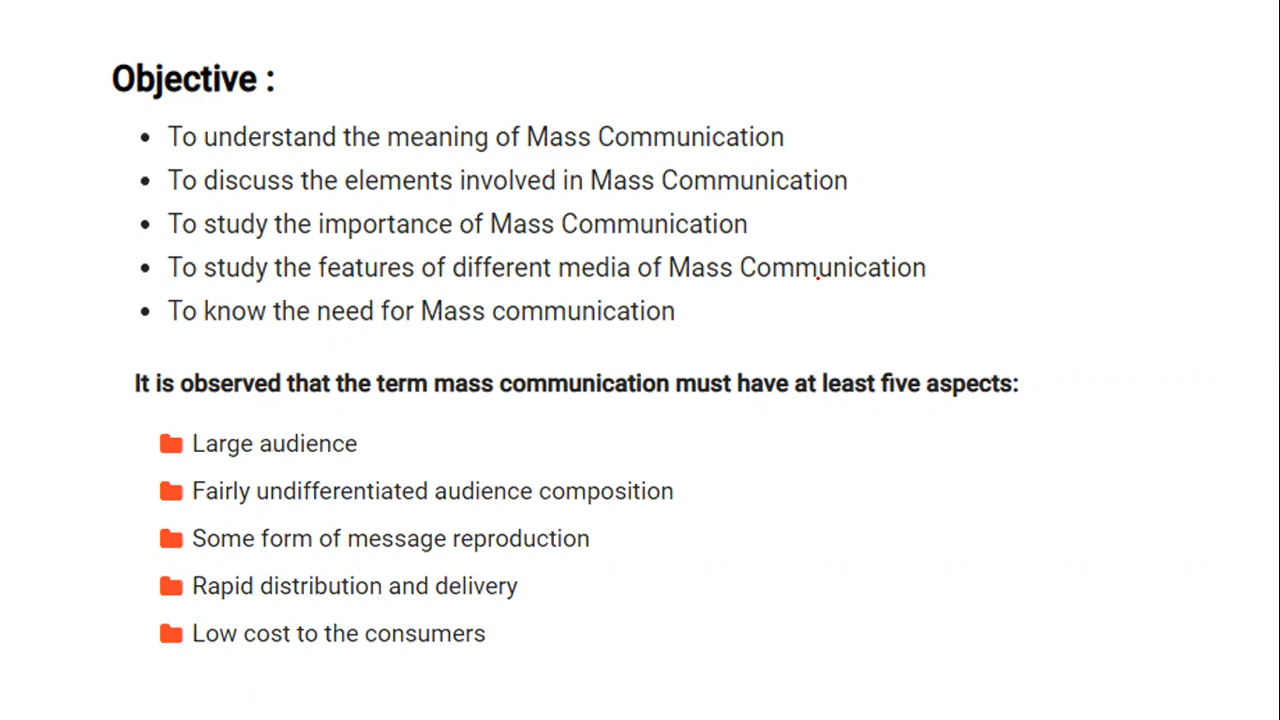 Objective :
• To understand the meaning of Mass Communication
• To discuss the elements involved in Mass Communication
• To study the importance of Mass Communication
• To study the features of different media of Mass Communication
• To know the need for Mass communication
It is observed that the term mass communication must have at least five aspects:
Large audience
Fairly undifferentiated audience composition
Some form of message reproduction
Rapid distribution and delivery
Low cost to the consumers